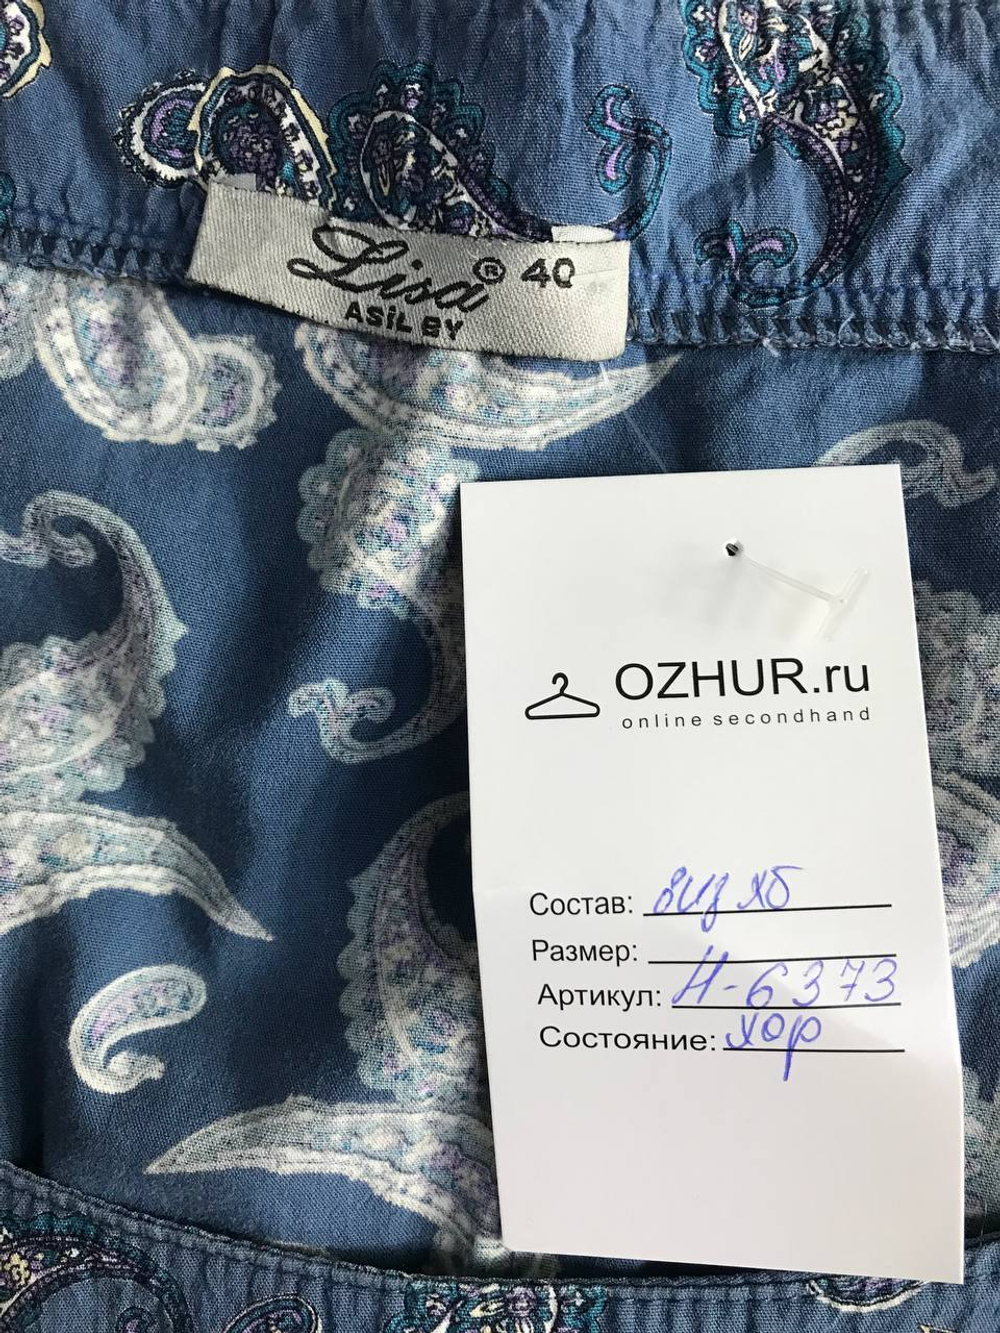 Lisa® 40
ASİL BY
OZHUR.ru
online secondhand
Состав: виз хб
Размер:
Артикул: Н-6373
Состояние: хор